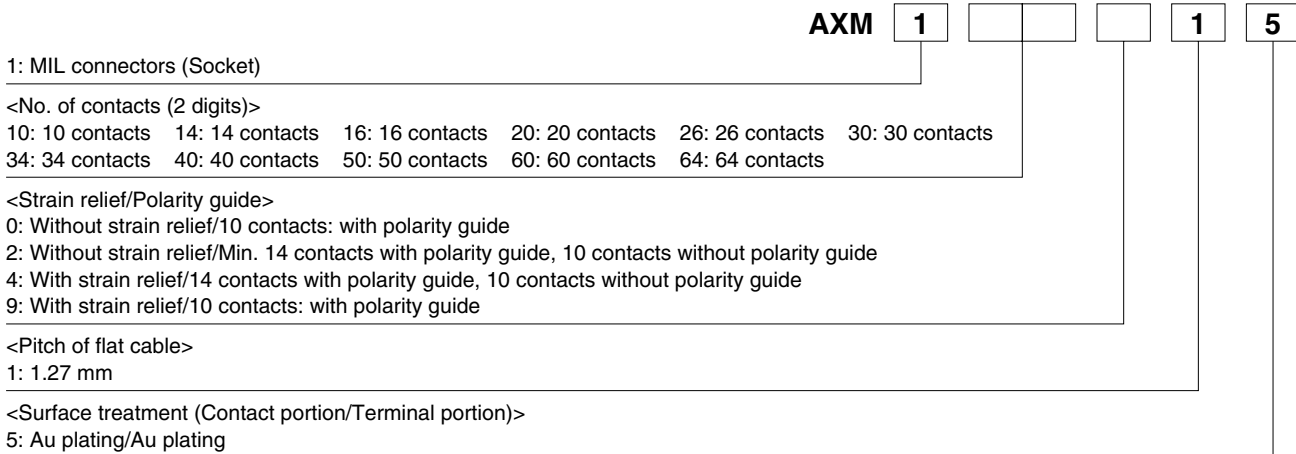 AXM 1 1 5
1: MIL connectors (Socket)
<No. of contacts (2 digits)>
10: 10 contacts 14: 14 contacts 16: 16 contacts 20: 20 contacts 26: 26 contacts 30: 30 contacts
34: 34 contacts 40: 40 contacts 50: 50 contacts 60: 60 contacts 64: 64 contacts
<Strain relief/Polarity guide>
0: Without strain relief/10 contacts: with polarity guide
2: Without strain relief/Min. 14 contacts with polarity guide, 10 contacts without polarity guide
4: With strain relief/14 contacts with polarity guide, 10 contacts without polarity guide
9: With strain relief/10 contacts: with polarity guide
<Pitch of flat cable>
1: 1.27 mm
<Surface treatment (Contact portion/Terminal portion)>
5: Au plating/Au plating